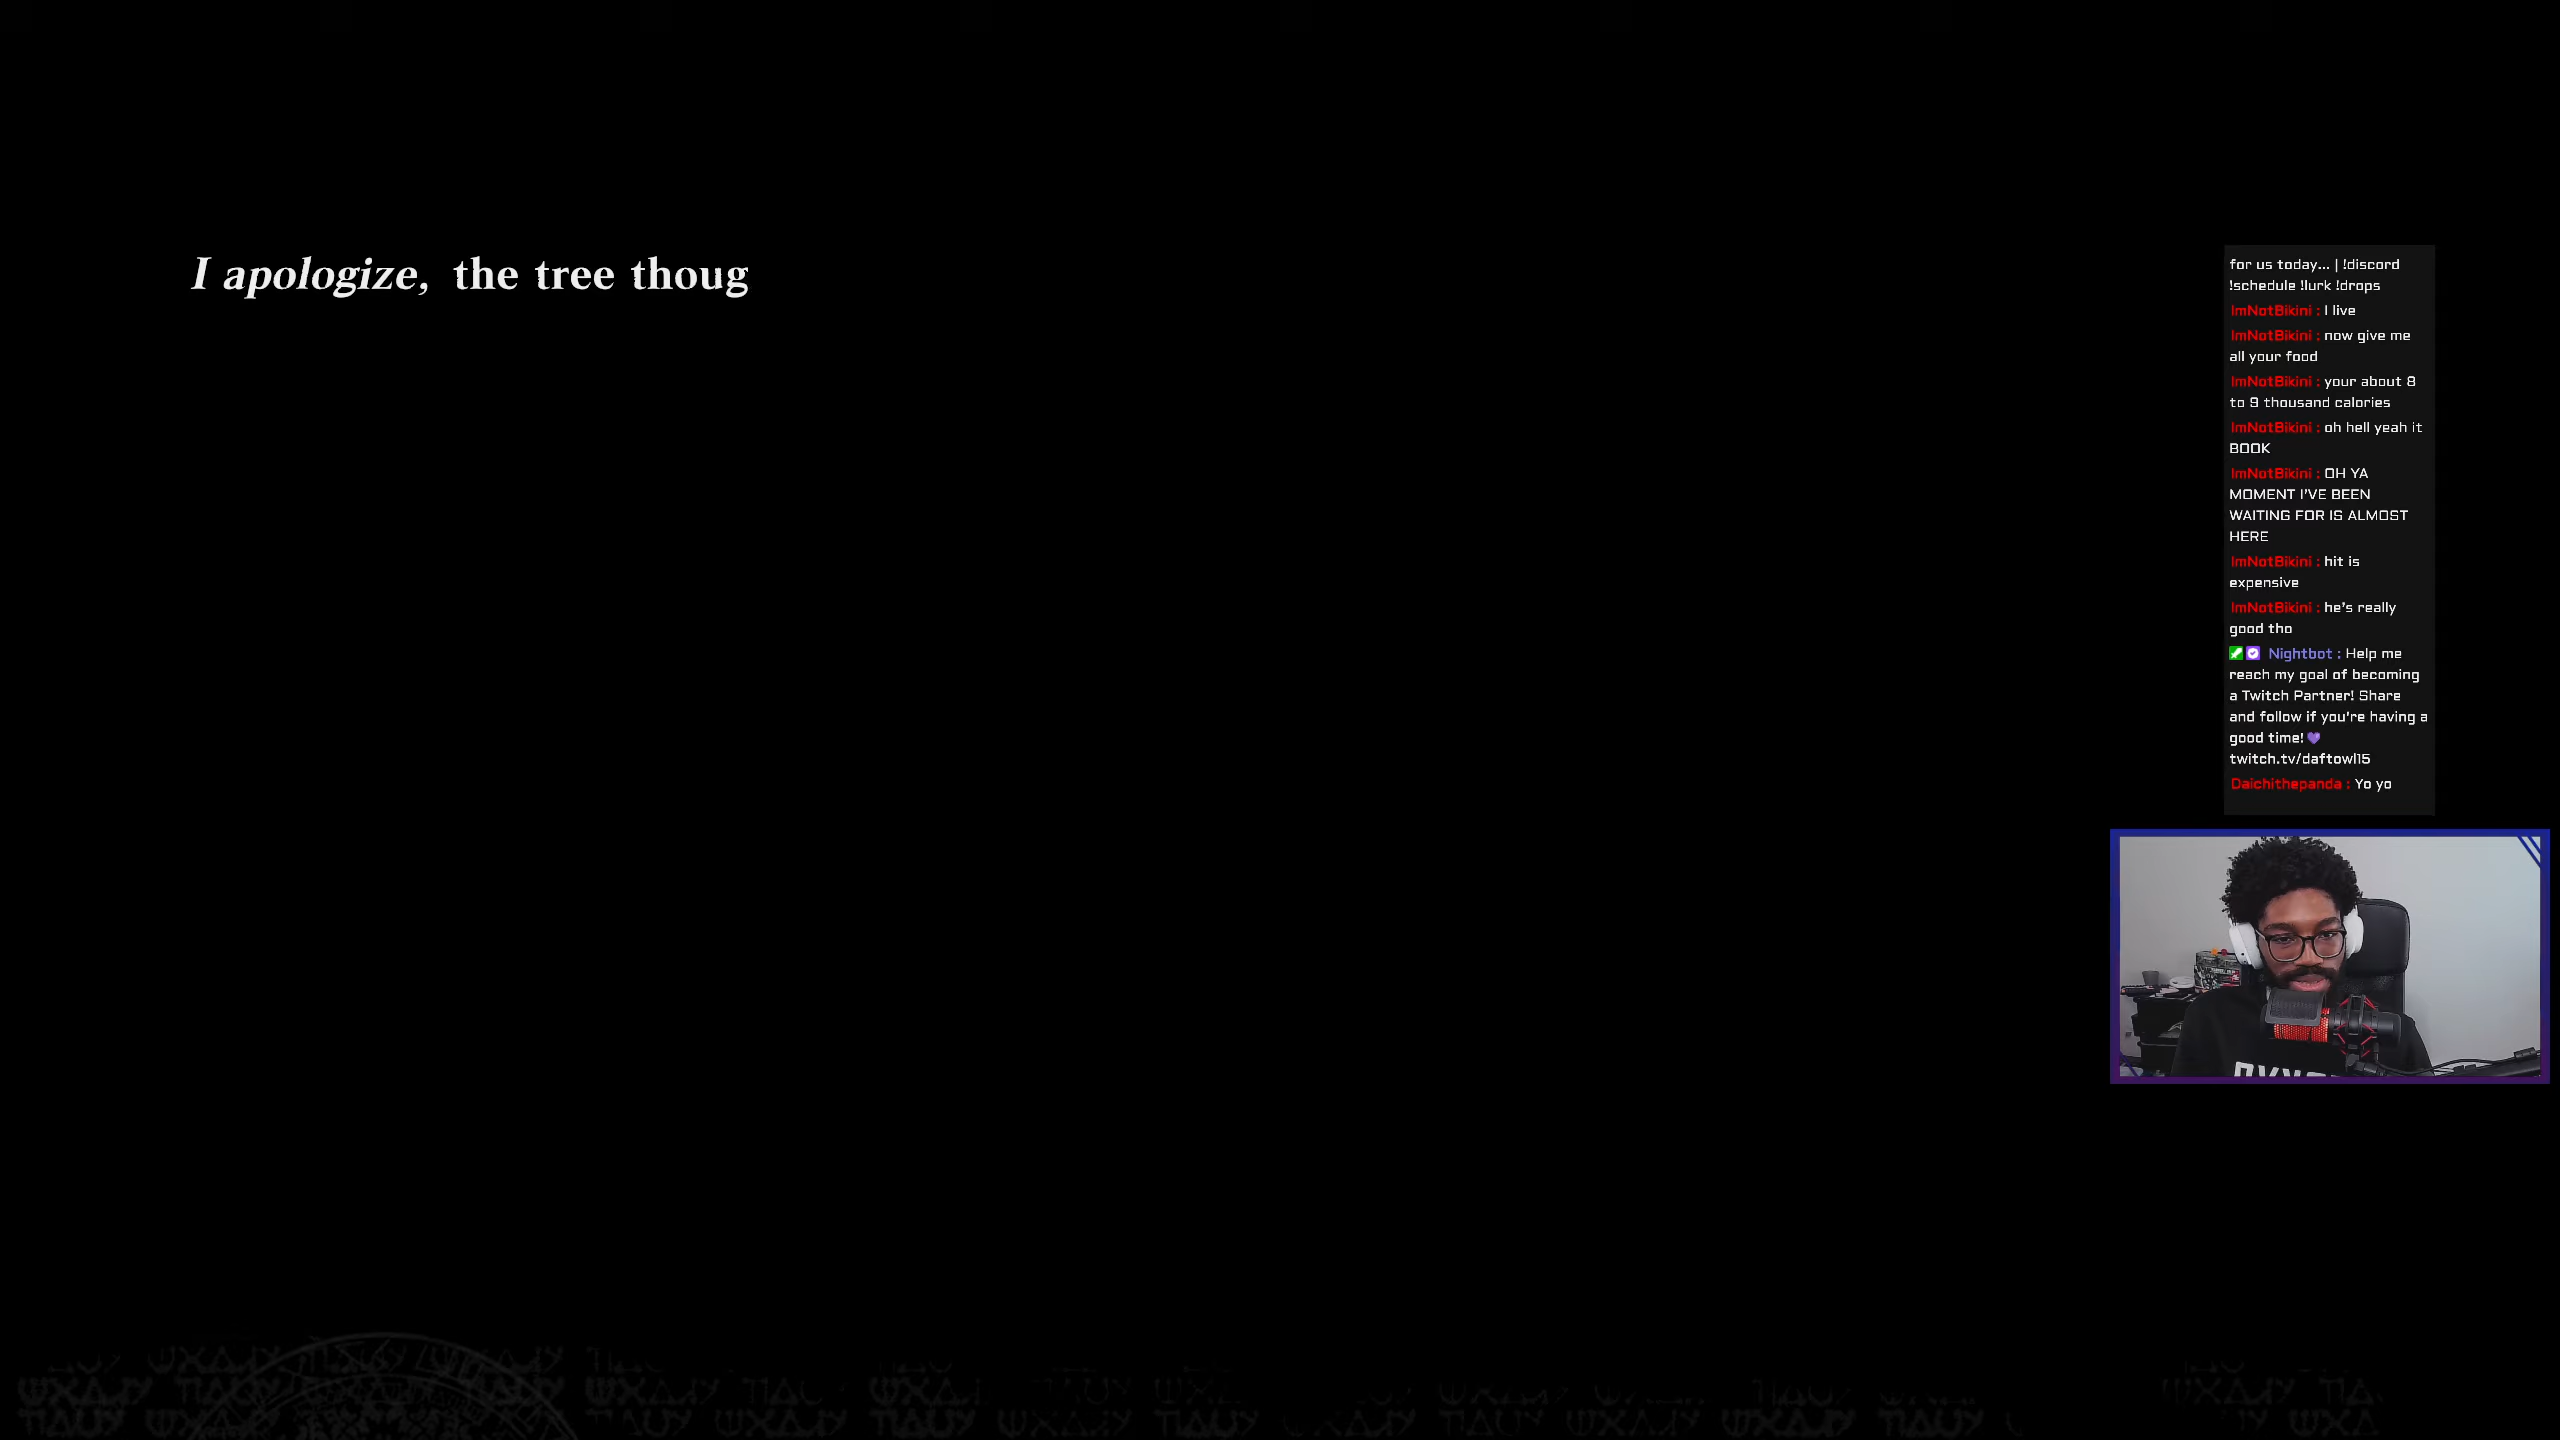 I apologize, the tree thoug
for us today... | !discord
!schedule !lurk !drops
ImNotBikini : I live
ImNotBikini : now give me
all your food
ImNotBikini : your about 8
to 9 thousand calories
ImNotBikini : oh hell yeah it
BOOK
ImNotBikini : OH YA
MOMENT I'VE BEEN
WAITING FOR IS ALMOST
HERE
ImNotBikini : hit is
expensive
ImNotBikini : he's really
good tho
Nightbot : Help me
reach my goal of becoming
a Twitch Partner! Share
and follow if you're having a
good time!💜
twitch.tv/daftowl15
Daichithepanda : Yo yo